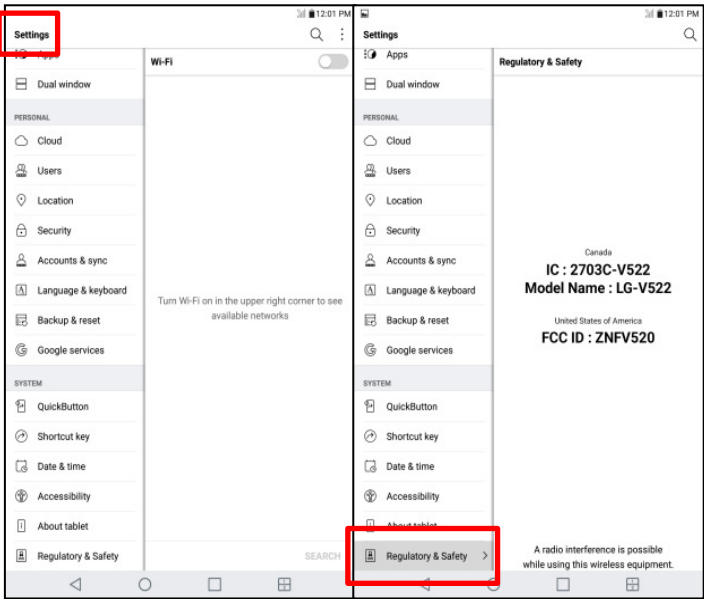 12:01 PM
Settings
Apps
Dual window
PERSONAL
Cloud
Users
Location
Security
Accounts & sync
Language & keyboard
Backup & reset
Google services
SYSTEM
QuickButton
Shortcut key
Date & time
Accessibility
About tablet
Regulatory & Safety
Wi-Fi
Turn Wi-Fi on in the upper right corner to see
available networks
SEARCH
12:01 PM
Settings
Apps
Dual window
PERSONAL
Cloud
Users
Location
Security
Accounts & sync
Language & keyboard
Backup & reset
Google services
SYSTEM
QuickButton
Shortcut key
Date & time
Accessibility
About tablet
Regulatory & Safety
Regulatory & Safety
Canada
IC : 2703C-V522
Model Name : LG-V522
United States of America
FCC ID : ZNFV520
A radio interference is possible
while using this wireless equipment.